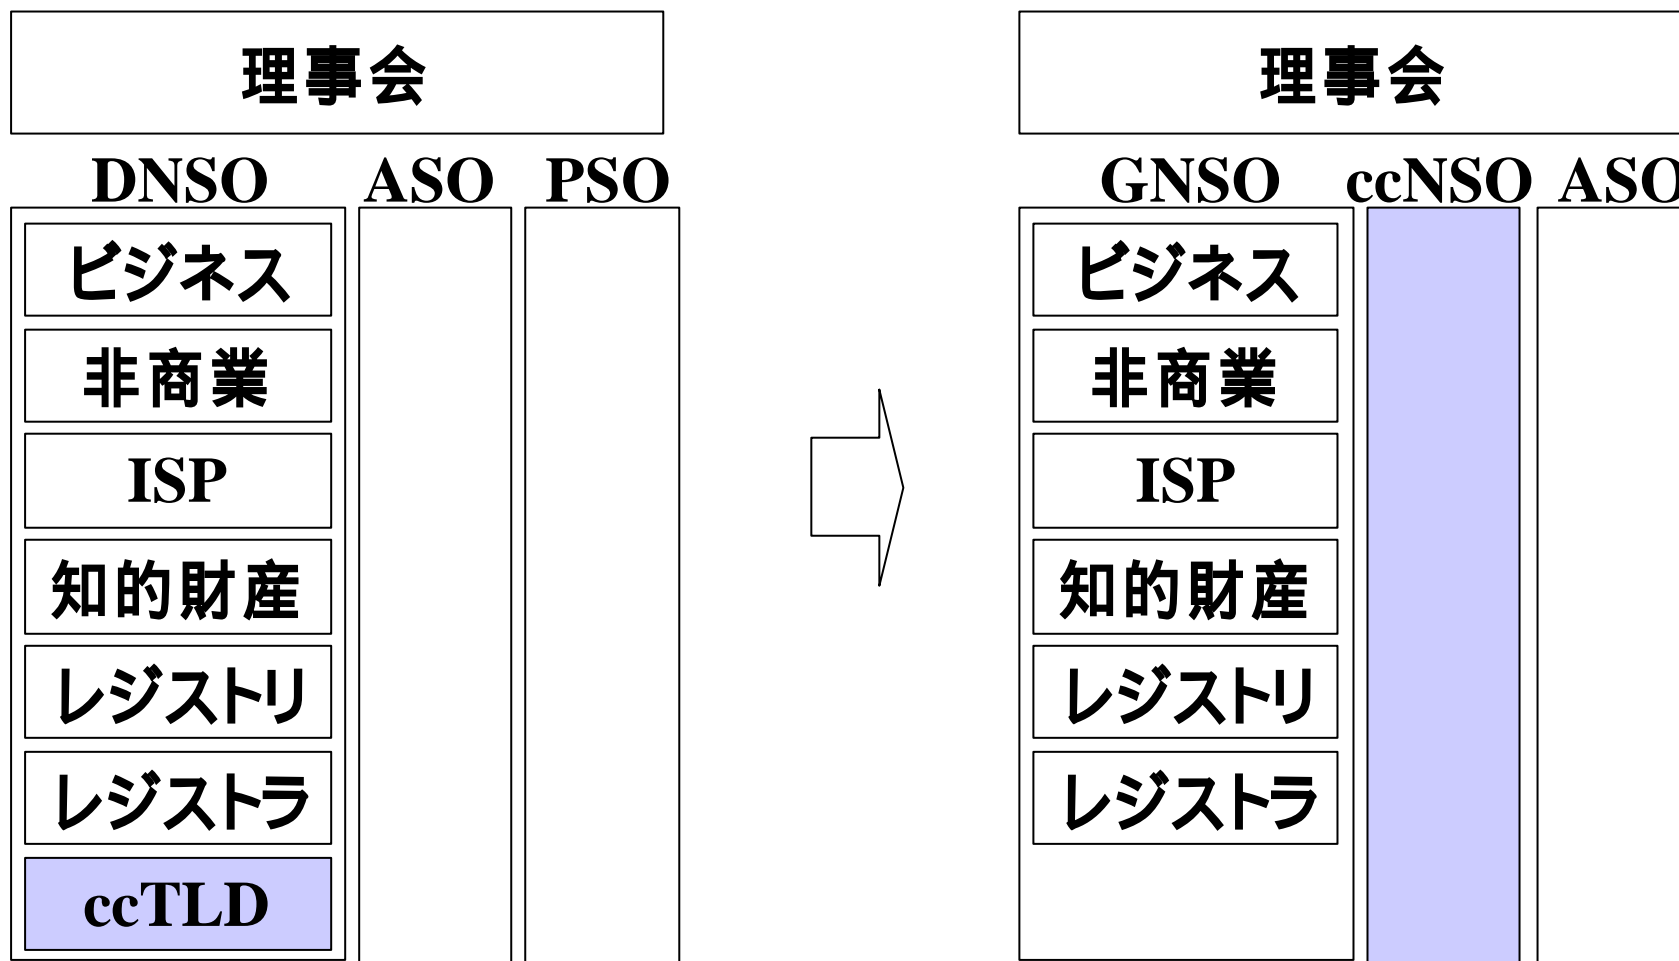 理事会
DNSO ASO PSO
ビジネス
非商業
ISP
知的財産
レジストリ
レジストラ
ccTLD
理事会
GNSO ccNSO ASO
ビジネス
非商業
ISP
知的財産
レジストリ
レジストラ